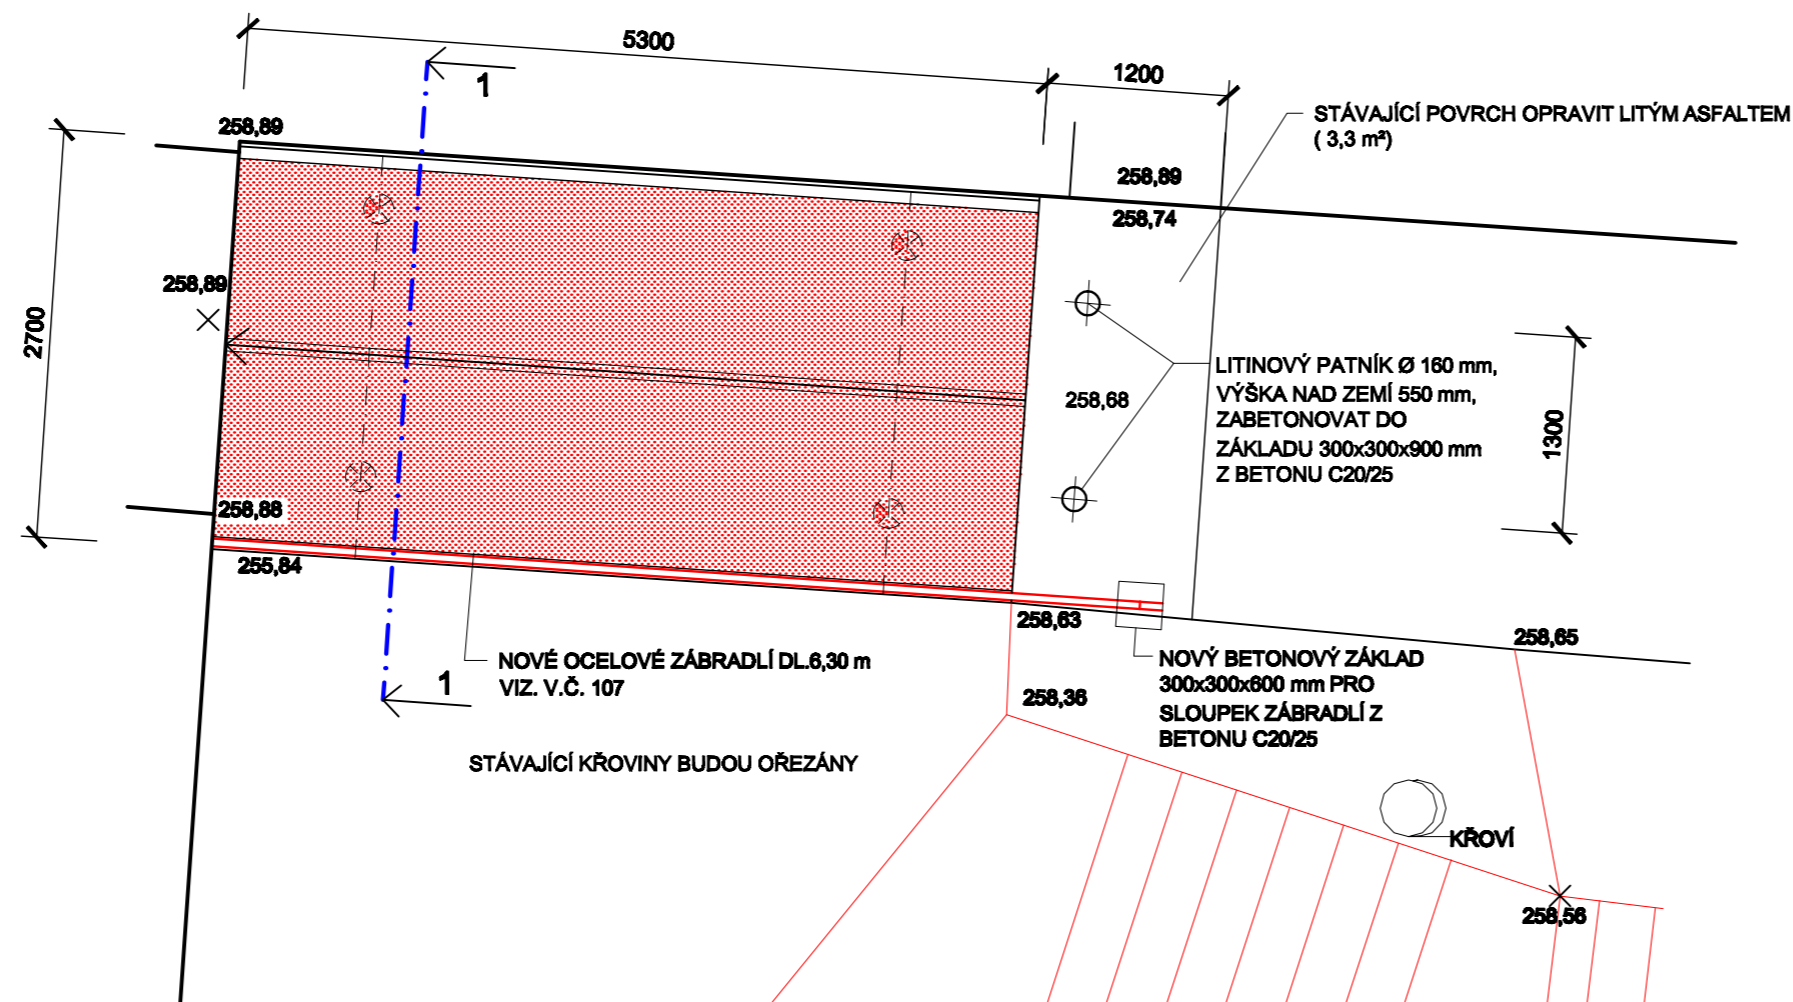 5300
1200
1
STÁVAJÍCÍ POVRCH OPRAVIT LITÝM ASFALTEM
( 3,3 m²)
258,89
258,89
258,74
258,89
2700
LITINOVÝ PATNÍK Ø 160 mm,
VÝŠKA NAD ZEMÍ 550 mm,
ZABETONOVAT DO
ZÁKLADU 300x300x900 mm
Z BETONU C20/25
258,68
1300
258,88
255,84
258,63
258,65
NOVÉ OCELOVÉ ZÁBRADLÍ DL.6,30 m
VIZ. V.Č. 107
1
NOVÝ BETONOVÝ ZÁKLAD
300x300x600 mm PRO
SLOUPEK ZÁBRADLÍ Z
BETONU C20/25
258,36
STÁVAJÍCÍ KŘOVINY BUDOU OŘEZÁNY
KŘOVÍ
258,56